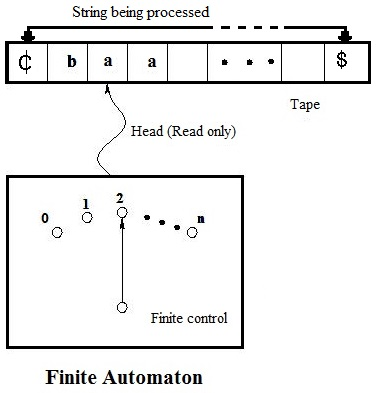 String being processed
¢ b a a • • • $
Tape
Head (Read only)
0 1 2 • • • n
Finite control
Finite Automaton